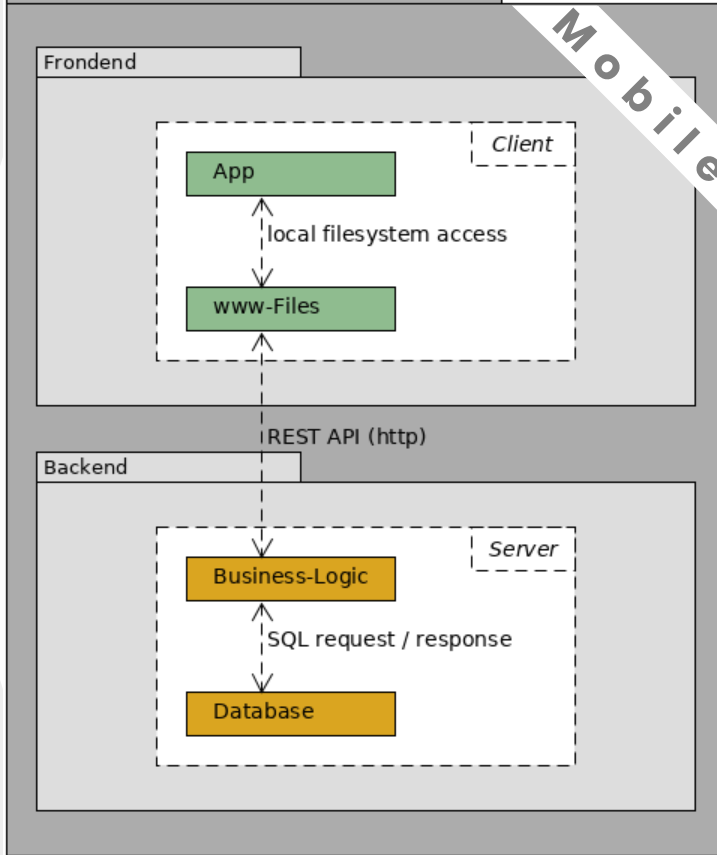 Mobile
Frondend
Client
App
local filesystem access
www-Files
REST API (http)
Backend
Server
Business-Logic
SQL request / response
Database